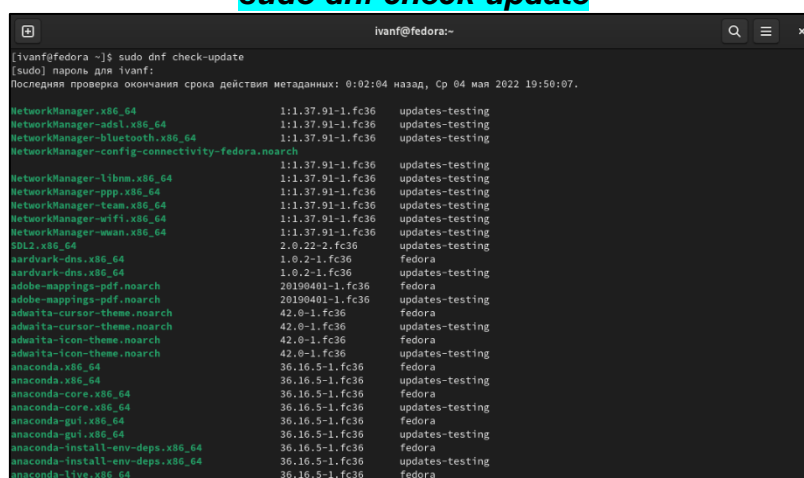 sudo dnf check-update
ivanf@fedora:~
[ivanf@fedora ~]$ sudo dnf check-update
[sudo] пароль для ivanf:
Последняя проверка окончания срока действия метаданных: 0:02:04 назад, Ср 04 мая 2022 19:50:07.
NetworkManager.x86_64 1:1.37.91-1.fc36 updates-testing
NetworkManager-adsl.x86_64 1:1.37.91-1.fc36 updates-testing
NetworkManager-bluetooth.x86_64 1:1.37.91-1.fc36 updates-testing
NetworkManager-config-connectivity-fedora.noarch
1:1.37.91-1.fc36 updates-testing
NetworkManager-libnm.x86_64 1:1.37.91-1.fc36 updates-testing
NetworkManager-ppp.x86_64 1:1.37.91-1.fc36 updates-testing
NetworkManager-team.x86_64 1:1.37.91-1.fc36 updates-testing
NetworkManager-wifi.x86_64 1:1.37.91-1.fc36 updates-testing
NetworkManager-wwan.x86_64 1:1.37.91-1.fc36 updates-testing
SDL2.x86_64 2.0.22-2.fc36 updates-testing
aardvark-dns.x86_64 1.0.2-1.fc36 fedora
aardvark-dns.x86_64 1.0.2-1.fc36 updates-testing
adobe-mappings-pdf.noarch 20190401-1.fc36 fedora
adobe-mappings-pdf.noarch 20190401-1.fc36 updates-testing
adwaita-cursor-theme.noarch 42.0-1.fc36 fedora
adwaita-cursor-theme.noarch 42.0-1.fc36 updates-testing
adwaita-icon-theme.noarch 42.0-1.fc36 fedora
adwaita-icon-theme.noarch 42.0-1.fc36 updates-testing
anaconda.x86_64 36.16.5-1.fc36 fedora
anaconda.x86_64 36.16.5-1.fc36 updates-testing
anaconda-core.x86_64 36.16.5-1.fc36 fedora
anaconda-core.x86_64 36.16.5-1.fc36 updates-testing
anaconda-gui.x86_64 36.16.5-1.fc36 fedora
anaconda-gui.x86_64 36.16.5-1.fc36 updates-testing
anaconda-install-env-deps.x86_64 36.16.5-1.fc36 fedora
anaconda-install-env-deps.x86_64 36.16.5-1.fc36 updates-testing
anaconda-live.x86_64 36.16.5-1.fc36 fedora